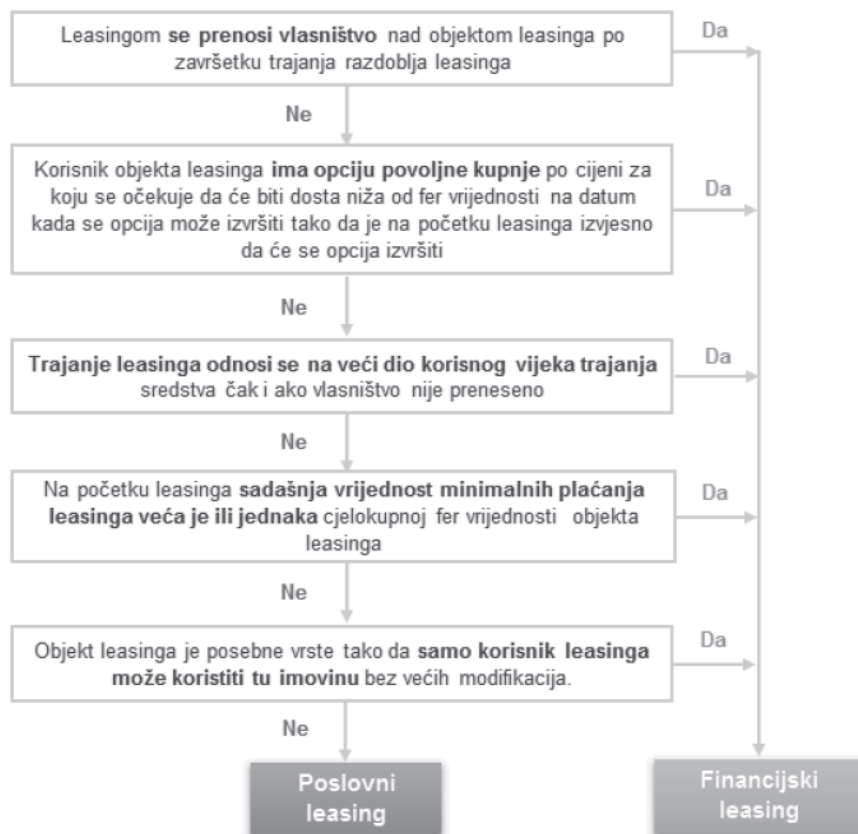 Leasingom se prenosi vlasništvo nad objektom leasinga po
završetku trajanja razdoblja leasinga
Da
Ne
Korisnik objekta leasinga ima opciju povoljne kupnje po cijeni za
koju se očekuje da će biti dosta niža od fer vrijednosti na datum
kada se opcija može izvršiti tako da je na početku leasinga izvjesno
da će se opcija izvršiti
Da
Ne
Trajanje leasinga odnosi se na veći dio korisnog vijeka trajanja
sredstva čak i ako vlasništvo nije preneseno
Da
Ne
Na početku leasinga sadašnja vrijednost minimalnih plaćanja
leasinga veća je ili jednaka cjelokupnoj fer vrijednosti objekta
leasinga
Da
Ne
Objekt leasinga je posebne vrste tako da samo korisnik leasinga
može koristiti tu imovinu bez većih modifikacija.
Da
Ne
Poslovni
leasing
Financijski
leasing